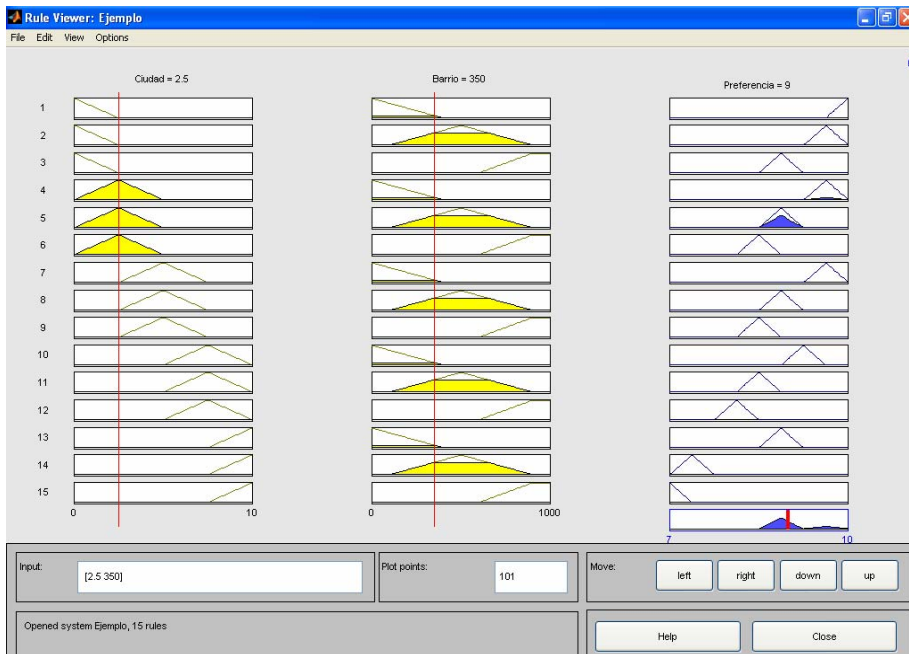 Rule Viewer: Ejemplo
File Edit View Options
Ciudad = 2.5
Barrio = 350
Preferencia = 9
1
2
3
4
5
6
7
8
9
10
11
12
13
14
15
0 10
0 1000
7 10
Input:
[2.5 350]
Plot points:
101
Move:
left right down up
Opened system Ejemplo, 15 rules
Help Close